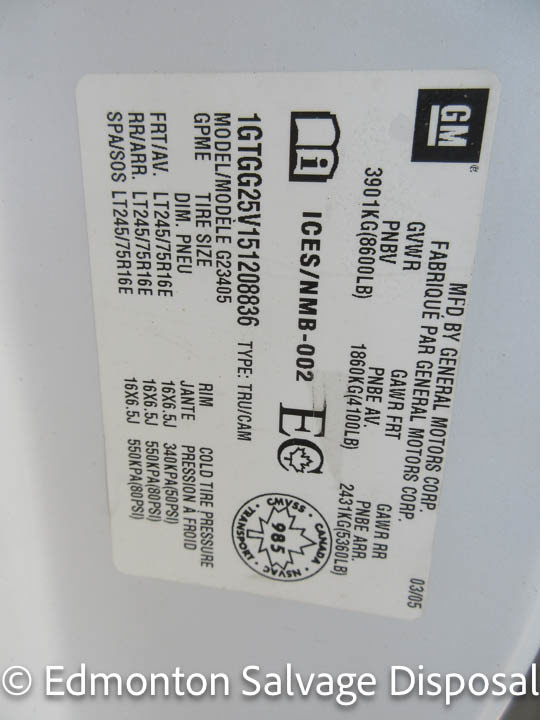 GM
MFD BY GENERAL MOTORS CORP.
FABRIQUÉ PAR GENERAL MOTORS CORP.
03/05
GVWR GAWR FRT GAWR RR
PNBV PNBE AV. PNBE ARR.
3901KG(8600LB) 1860KG(4100LB) 2431KG(5360LB)
ICES/NMB-002 EC
CMVSS CANADA NSVAC TRANSPORT
985
1GTGG25V151208836 TYPE: TRU/CAM
MODEL/MODÈLE G23405
GPME TIRE SIZE RIM COLD TIRE PRESSURE
DIM. PNEU JANTE PRESSION À FROID
FRT/AV. LT245/75R16E 16X6.5J 340KPA(50PSI)
RR/ARR. LT245/75R16E 16X6.5J 550KPA(80PSI)
SPA/SOS LT245/75R16E 16X6.5J 550KPA(80PSI)
© Edmonton Salvage Disposal